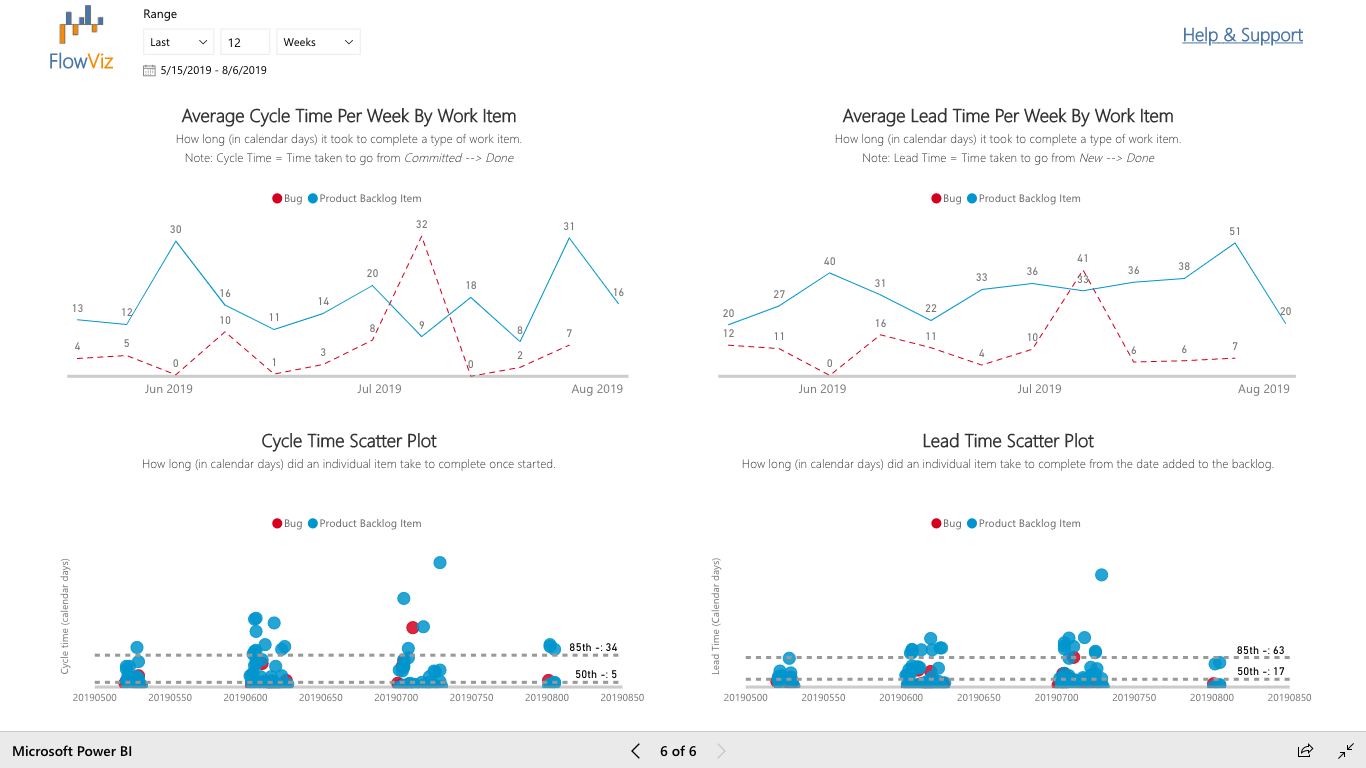 Range
Last
12
Weeks
5/15/2019 - 8/6/2019
FlowViz
Help & Support
Average Cycle Time Per Week By Work Item
How long (in calendar days) it took to complete a type of work item.
Note: Cycle Time = Time taken to go from Committed --> Done
Bug Product Backlog Item
13 12 30 16 11 14 20 9 18 8 31 16
4 5 0 10 1 3 8 32 0 2 7
Jun 2019 Jul 2019 Aug 2019
Average Lead Time Per Week By Work Item
How long (in calendar days) it took to complete a type of work item.
Note: Lead Time = Time taken to go from New --> Done
Bug Product Backlog Item
20 27 40 31 22 33 36 33 36 38 51 20
12 11 0 16 11 4 10 41 6 6 7
Jun 2019 Jul 2019 Aug 2019
Cycle Time Scatter Plot
How long (in calendar days) did an individual item take to complete once started.
Bug Product Backlog Item
Cycle time (calendar days)
85th -: 34
50th -: 5
20190500 20190550 20190600 20190650 20190700 20190750 20190800 20190850
Lead Time Scatter Plot
How long (in calendar days) did an individual item take to complete from the date added to the backlog.
Bug Product Backlog Item
Lead Time (Calendar days)
85th -: 63
50th -: 17
20190500 20190550 20190600 20190650 20190700 20190750 20190800 20190850
Microsoft Power BI
6 of 6